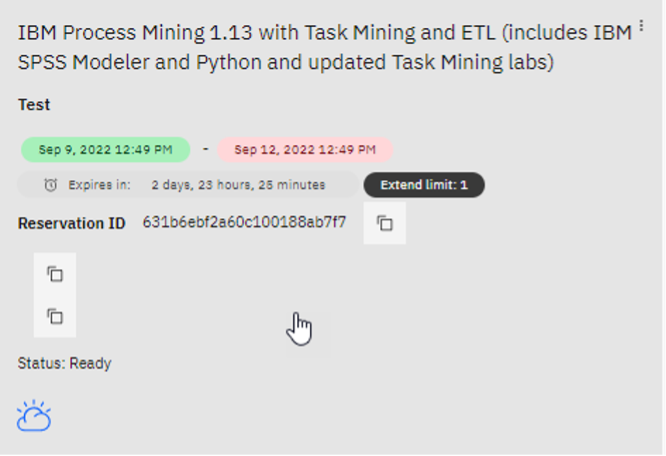 IBM Process Mining 1.13 with Task Mining and ETL (includes IBM
SPSS Modeler and Python and updated Task Mining labs)
Test
Sep 9, 2022 12:49 PM - Sep 12, 2022 12:49 PM
Expires in: 2 days, 23 hours, 25 minutes Extend limit: 1
Reservation ID 631b6ebf2a60c100188ab7f7
Status: Ready